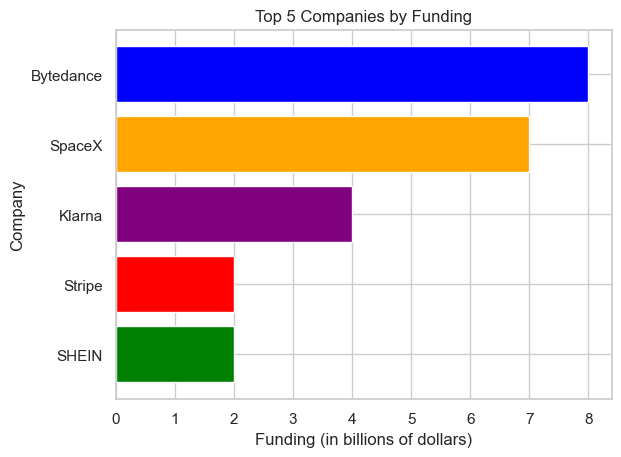 Top 5 Companies by Funding
Company
Bytedance
SpaceX
Klarna
Stripe
SHEIN
0 1 2 3 4 5 6 7 8
Funding (in billions of dollars)